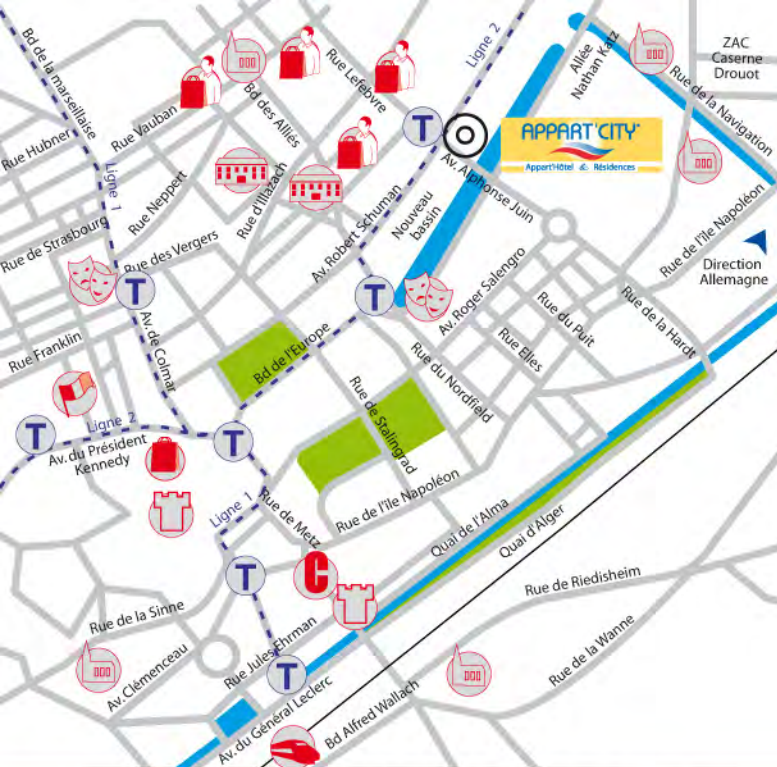 Bd de la marseillaise
Rue Hubner
Rue Vauban
Bd des Alliés
Rue Lefebvre
Ligne 2
Allée
Nathan Katz
ZAC
Caserne
Drouot
Rue de la Navigation
T
APPART'CITY
Appart'Hôtel & Résidences
Av. Alphonse Juin
Ligne 1
Rue Neppert
Rue d'Illazach
Av. Robert Schuman
Nouveau
bassin
Rue de Strasbourg
Rue des Vergers
Rue de l'île Napoléon
Direction
Allemagne
T
T
Av. de Colmar
Av. Roger Salengro
Rue du Puit
Rue de la Hardt
Rue Franklin
Bd de l'Europe
Rue Elles
Rue du Nordfield
Rue de Stalingrad
T
Ligne 2
T
Av. du Président
Kennedy
Rue de l'île Napoléon
Ligne 1
Rue de Metz
Quai de l'Alma
Quai d'Alger
T
C
Rue de Riedisheim
Rue de la Sinne
Rue Jules Ehrman
Rue de la Wanne
Av. Clémenceau
T
Av. du Général Leclerc
Bd Alfred Wallach